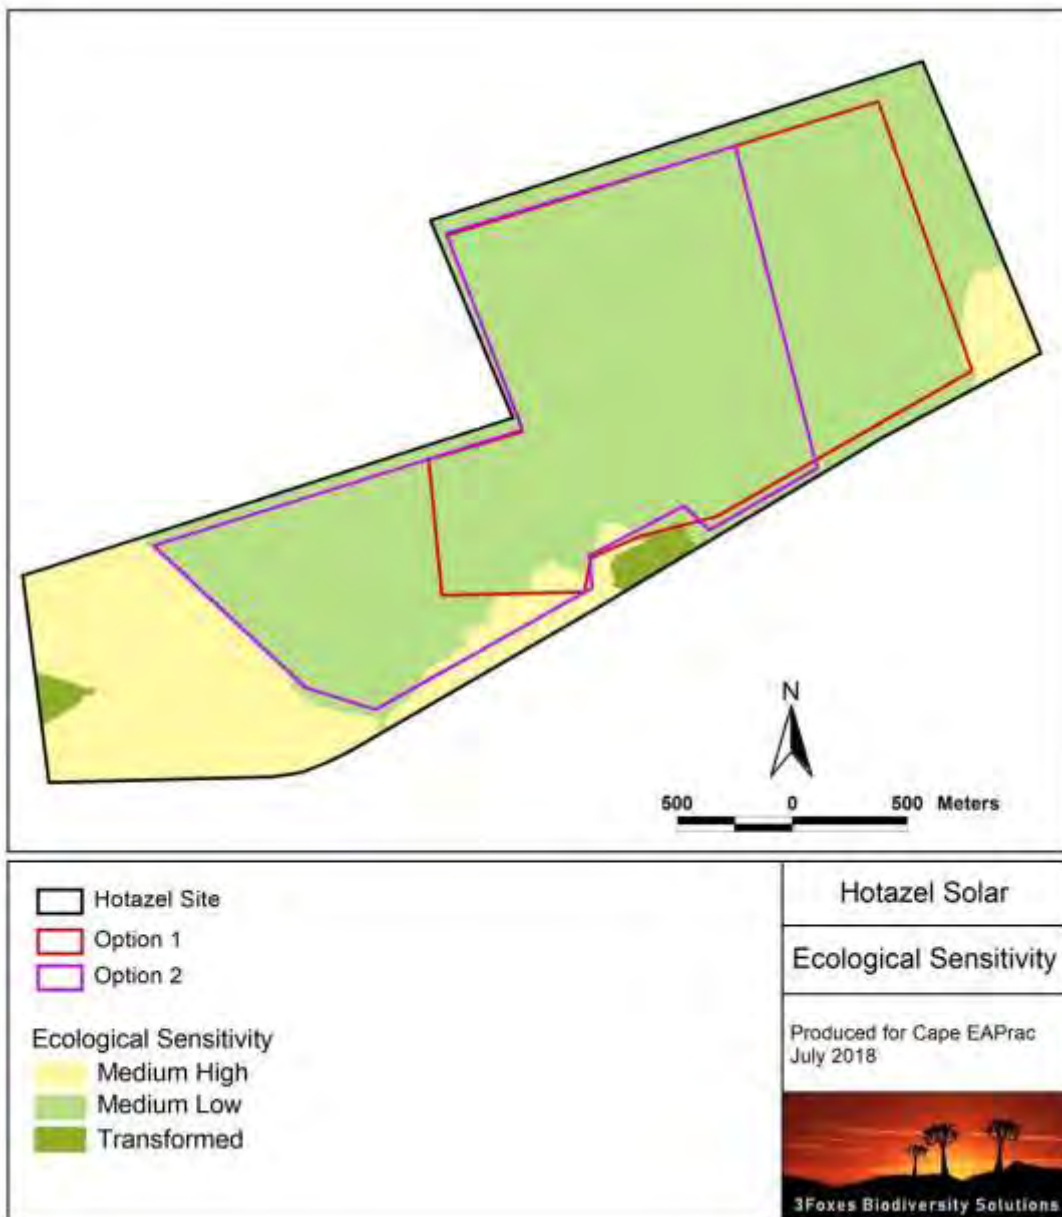 N
500 0 500 Meters
Hotazel Site
Option 1
Option 2
Ecological Sensitivity
Medium High
Medium Low
Transformed
Hotazel Solar
Ecological Sensitivity
Produced for Cape EAPrac
July 2018
3Foxes Biodiversity Solutions